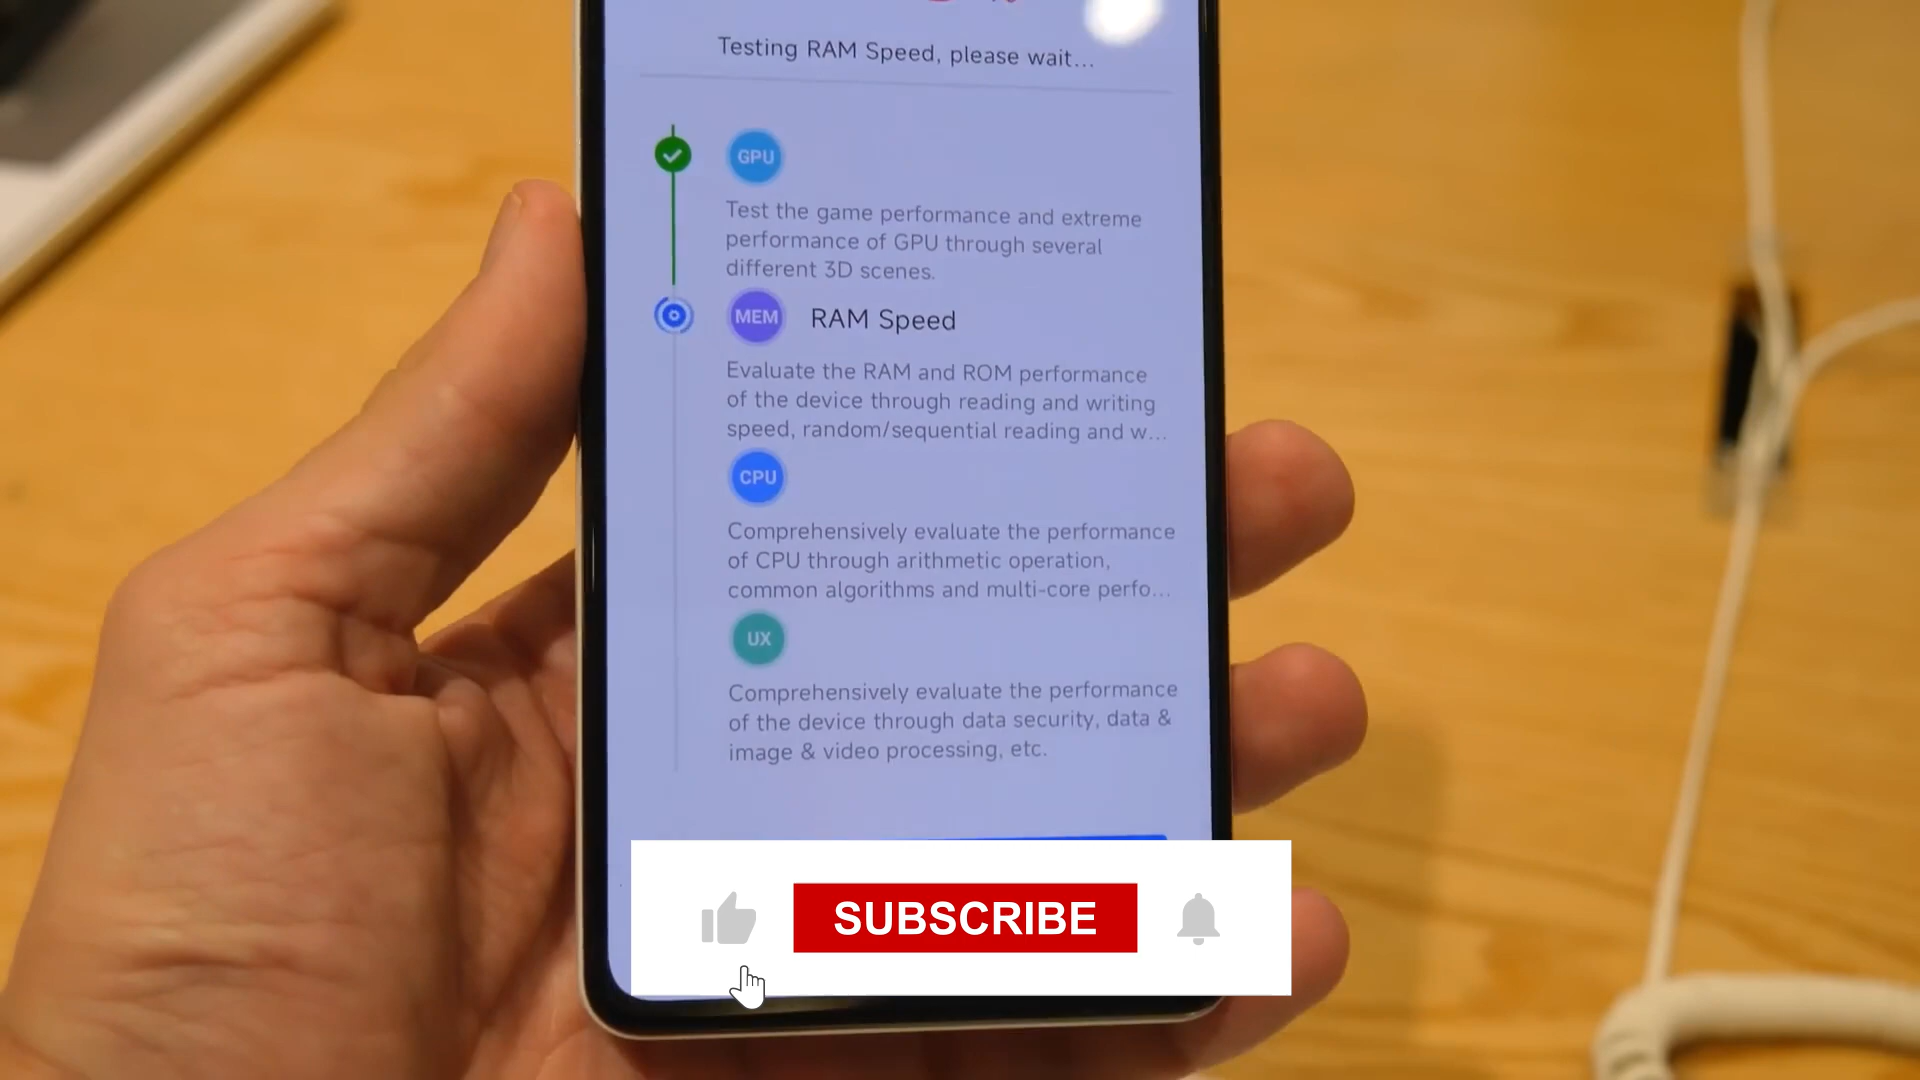 Testing RAM Speed, please wait...
GPU
Test the game performance and extreme
performance of GPU through several
different 3D scenes.
MEM RAM Speed
Evaluate the RAM and ROM performance
of the device through reading and writing
speed, random/sequential reading and w...
CPU
Comprehensively evaluate the performance
of CPU through arithmetic operation,
common algorithms and multi-core perfo...
UX
Comprehensively evaluate the performance
of the device through data security, data &
image & video processing, etc.
SUBSCRIBE